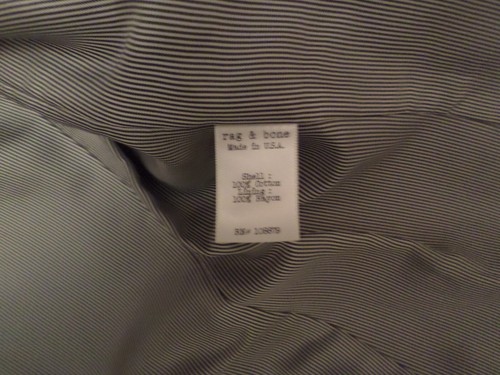 rag & bone
Made in U.S.A.
Shell :
100% Cotton
Lining :
100% Rayon